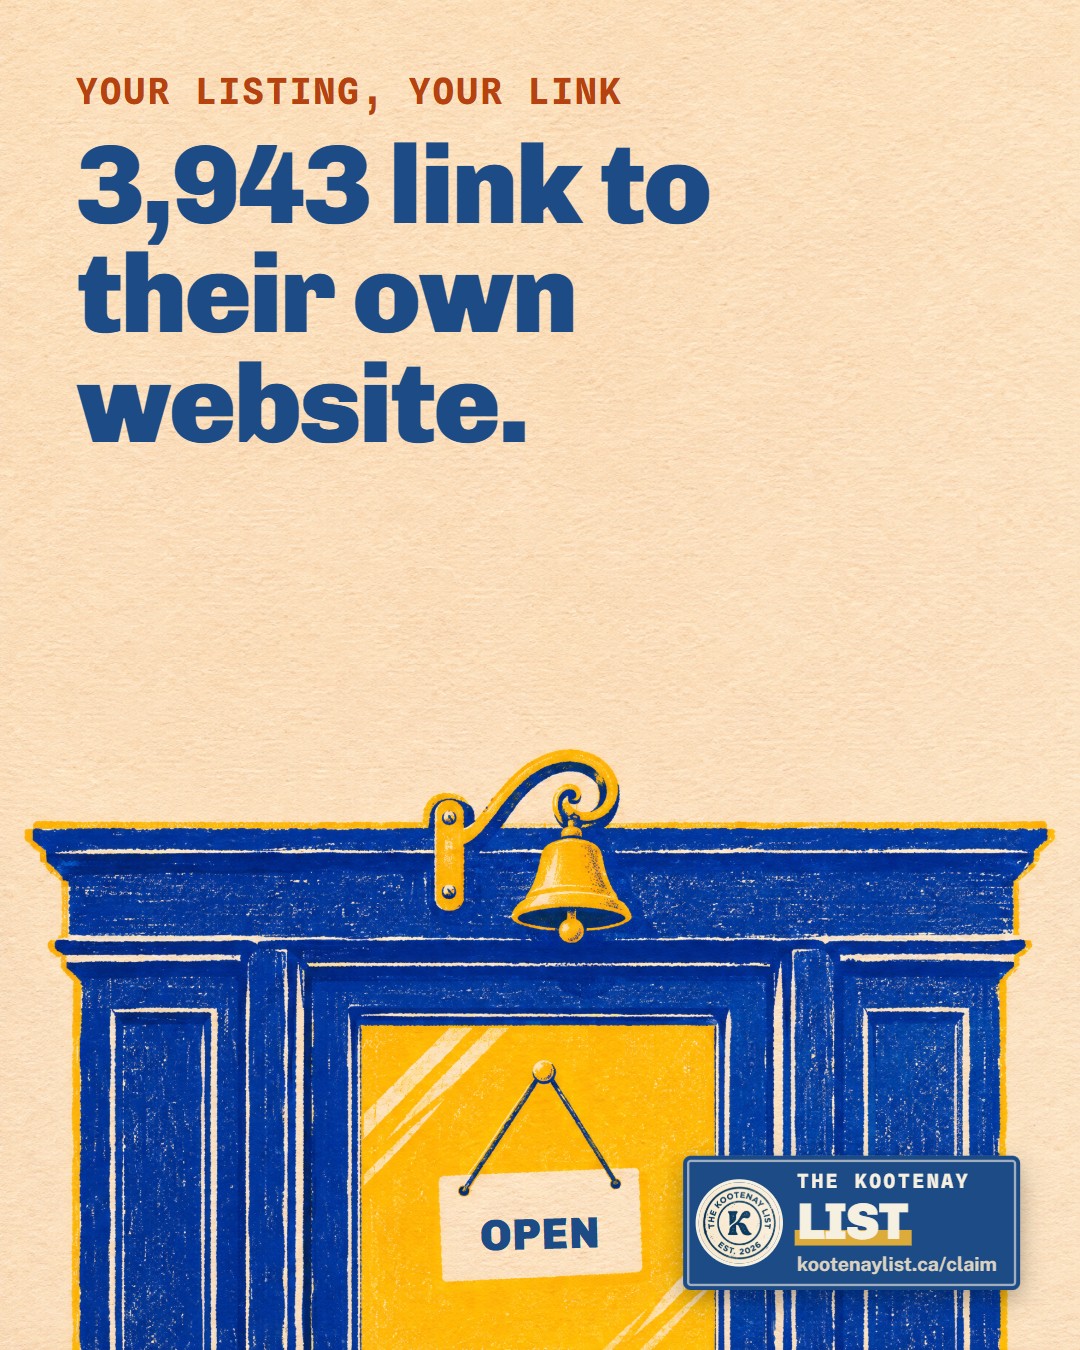 YOUR LISTING, YOUR LINK
3,943 link to
their own
website.
OPEN
THE KOOTENAY LIST
K
EST. 2026
THE KOOTENAY
LIST
kootenaylist.ca/claim